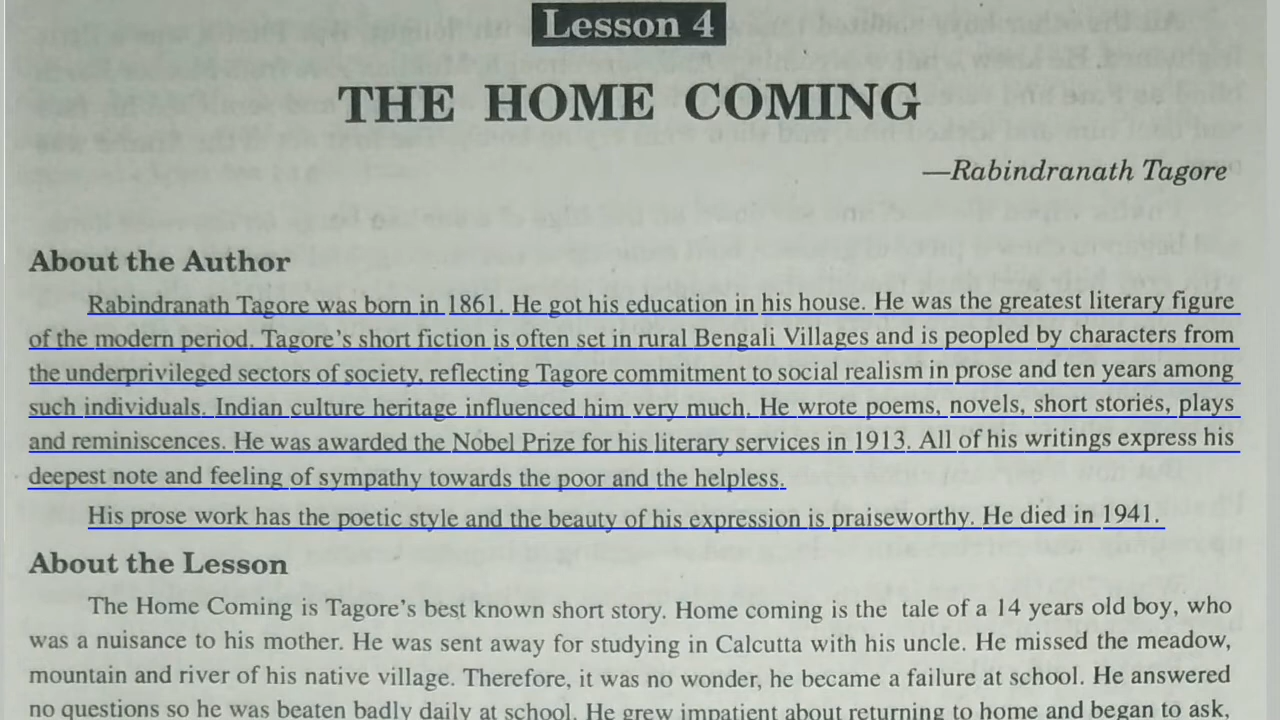 Lesson 4
THE HOME COMING
—Rabindranath Tagore
About the Author
Rabindranath Tagore was born in 1861. He got his education in his house. He was the greatest literary figure
of the modern period. Tagore's short fiction is often set in rural Bengali Villages and is peopled by characters from
the underprivileged sectors of society, reflecting Tagore commitment to social realism in prose and ten years among
such individuals. Indian culture heritage influenced him very much. He wrote poems, novels, short stories, plays
and reminiscences. He was awarded the Nobel Prize for his literary services in 1913. All of his writings express his
deepest note and feeling of sympathy towards the poor and the helpless.
His prose work has the poetic style and the beauty of his expression is praiseworthy. He died in 1941.
About the Lesson
The Home Coming is Tagore's best known short story. Home coming is the tale of a 14 years old boy, who
was a nuisance to his mother. He was sent away for studying in Calcutta with his uncle. He missed the meadow,
mountain and river of his native village. Therefore, it was no wonder, he became a failure at school. He answered
no questions so he was beaten badly daily at school. He grew impatient about returning to home and began to ask,